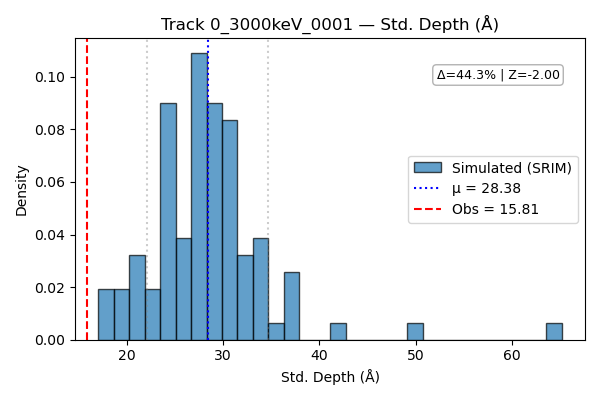 Track 0_3000keV_0001 — Std. Depth (Å)
Δ=44.3% | Z=-2.00
Simulated (SRIM)
μ = 28.38
Obs = 15.81
Density
0.10
0.08
0.06
0.04
0.02
0.00
20
30
40
50
60
Std. Depth (Å)